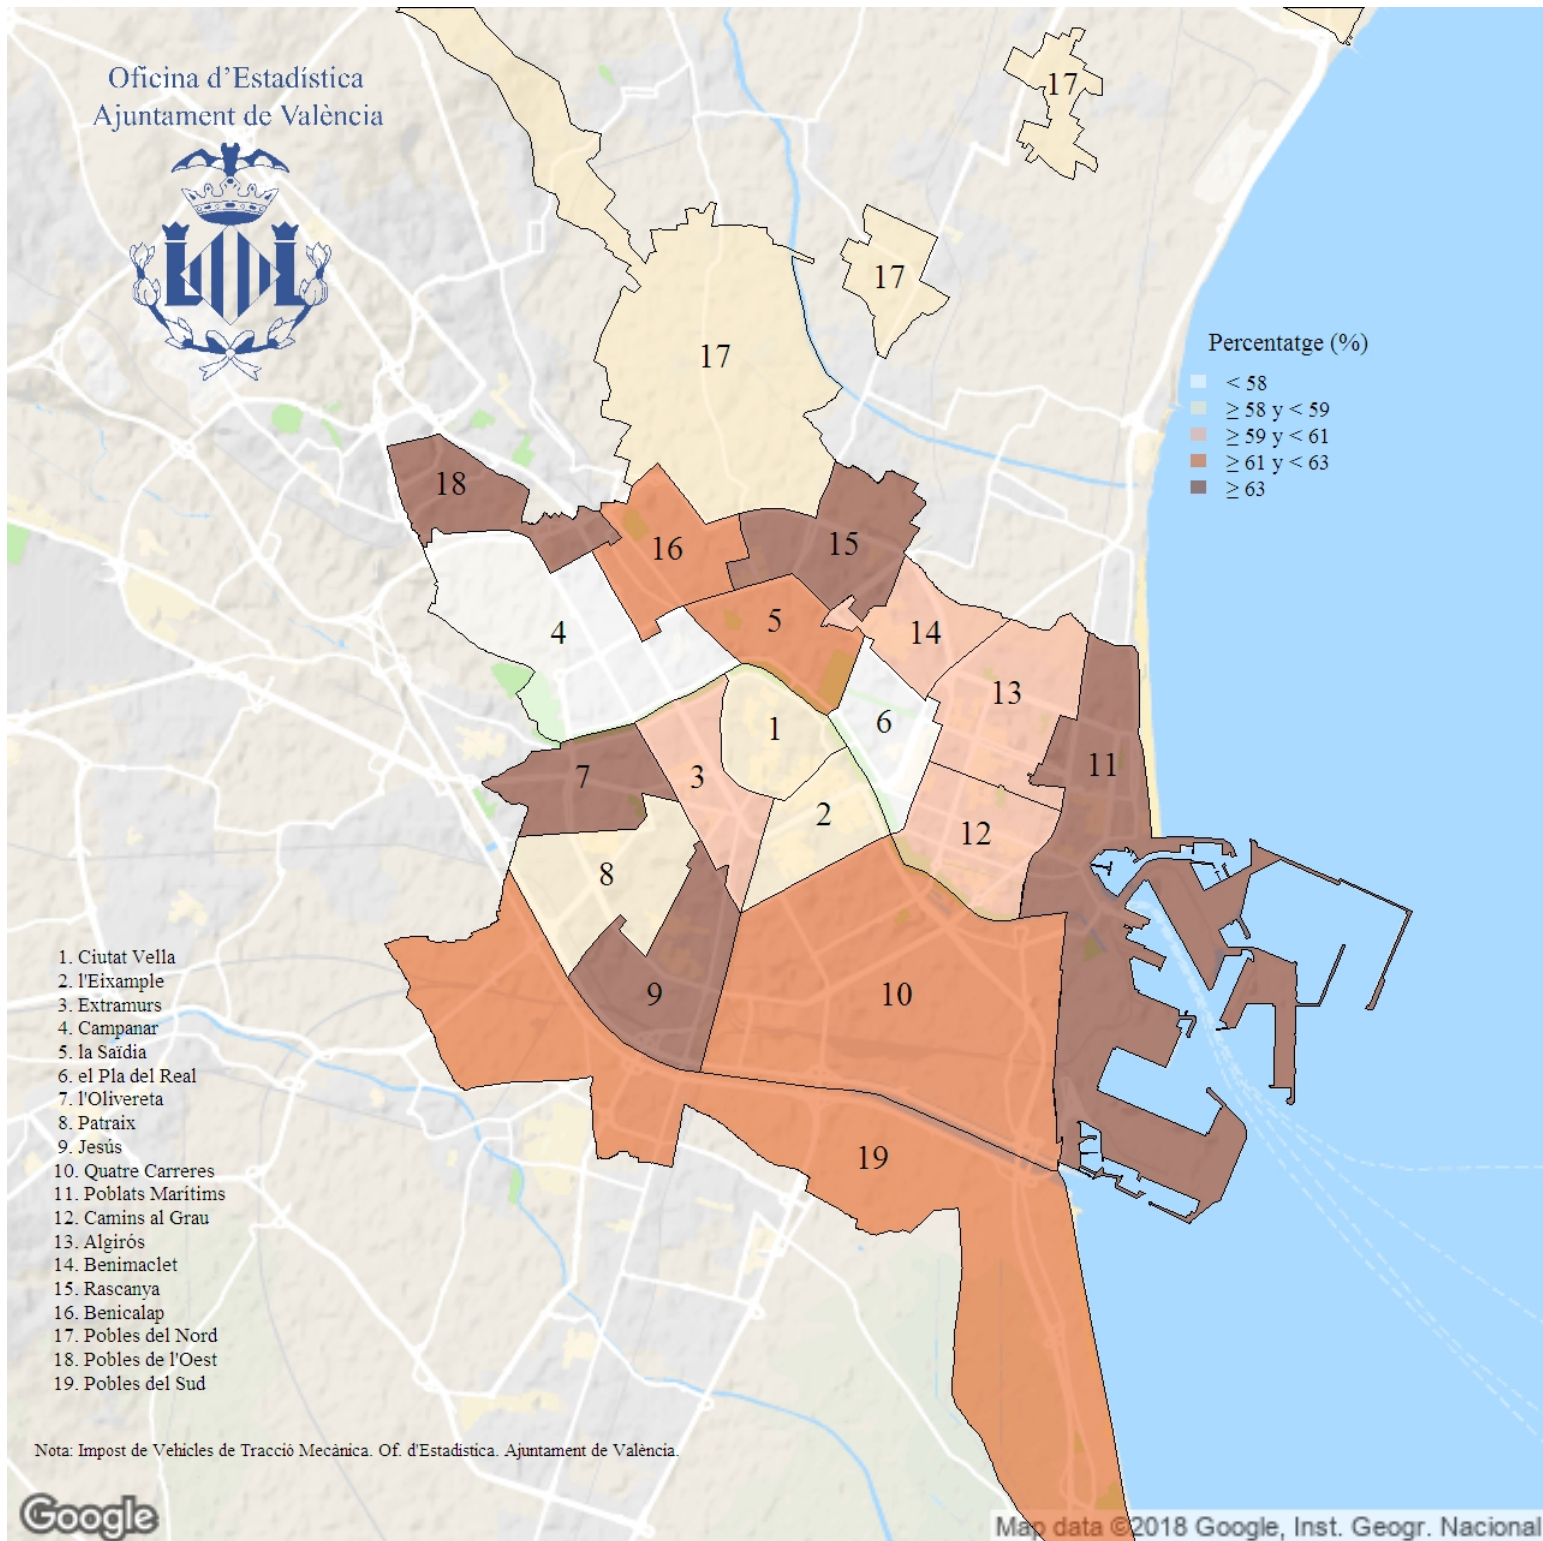 Oficina d'Estadística
Ajuntament de València
17
17
17
Percentatge (%)
< 58
≥ 58 y < 59
≥ 59 y < 61
≥ 61 y < 63
≥ 63
18
16
15
5
4
14
13
6
1
11
7
3
2
12
8
9
10
19
1. Ciutat Vella
2. l'Eixample
3. Extramurs
4. Campanar
5. la Saïdia
6. el Pla del Real
7. l'Olivereta
8. Patraix
9. Jesús
10. Quatre Carreres
11. Poblats Marítims
12. Camins al Grau
13. Algirós
14. Benimaclet
15. Rascanya
16. Benicalap
17. Pobles del Nord
18. Pobles de l'Oest
19. Pobles del Sud
Nota: Impost de Vehicles de Tracció Mecànica. Of. d'Estadística. Ajuntament de València.
Google
Map data ©2018 Google, Inst. Geogr. Nacional